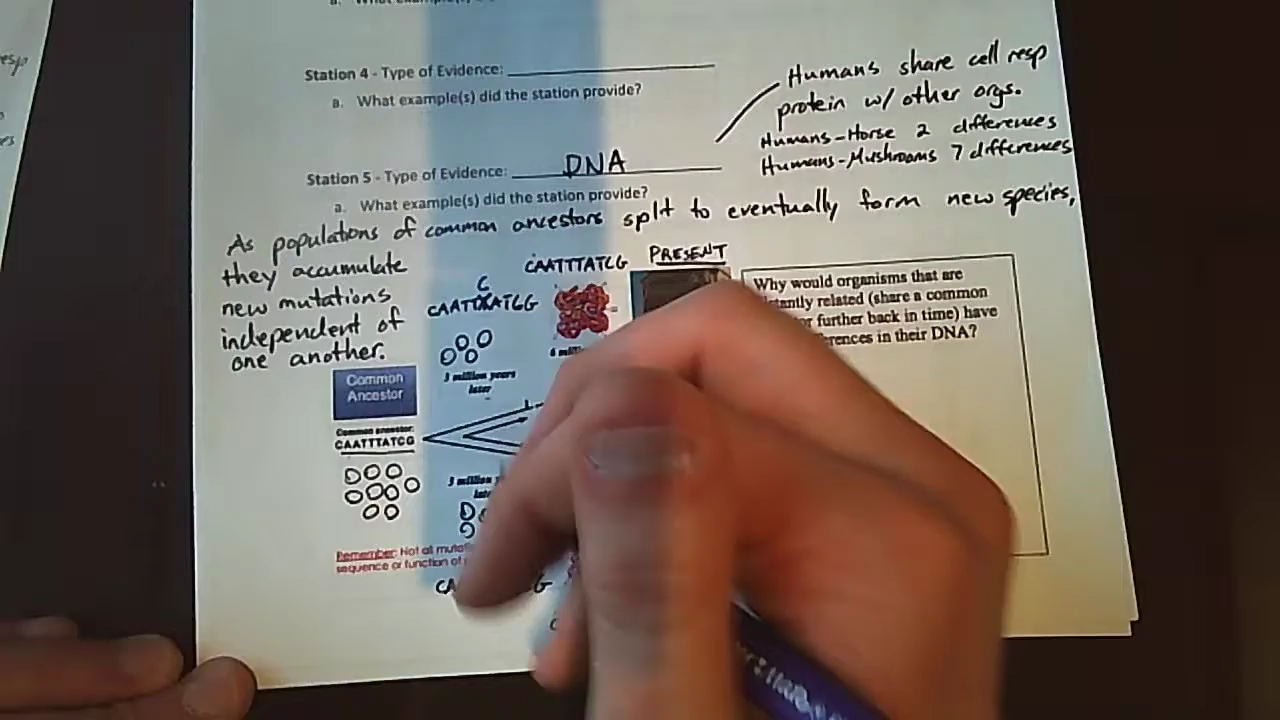 Station 4 - Type of Evidence:
a. What example(s) did the station provide?
Humans share cell resp
protein w/ other orgs.
Humans-Horse 2 differences
Humans-Mushrooms 7 differences
Station 5 - Type of Evidence: DNA
a. What example(s) did the station provide?
As populations of common ancestors split to eventually form new species,
they accumulate
new mutations
independent of
one another.
CAATTTATCG
PRESENT
C
3 million years
later
Common
Ancestor
Common ancestor:
CAATTTATCG
3 million
Remember: Not all
sequence or function of
Why would organisms that are
related (share a common
further back in time) have
in their DNA?